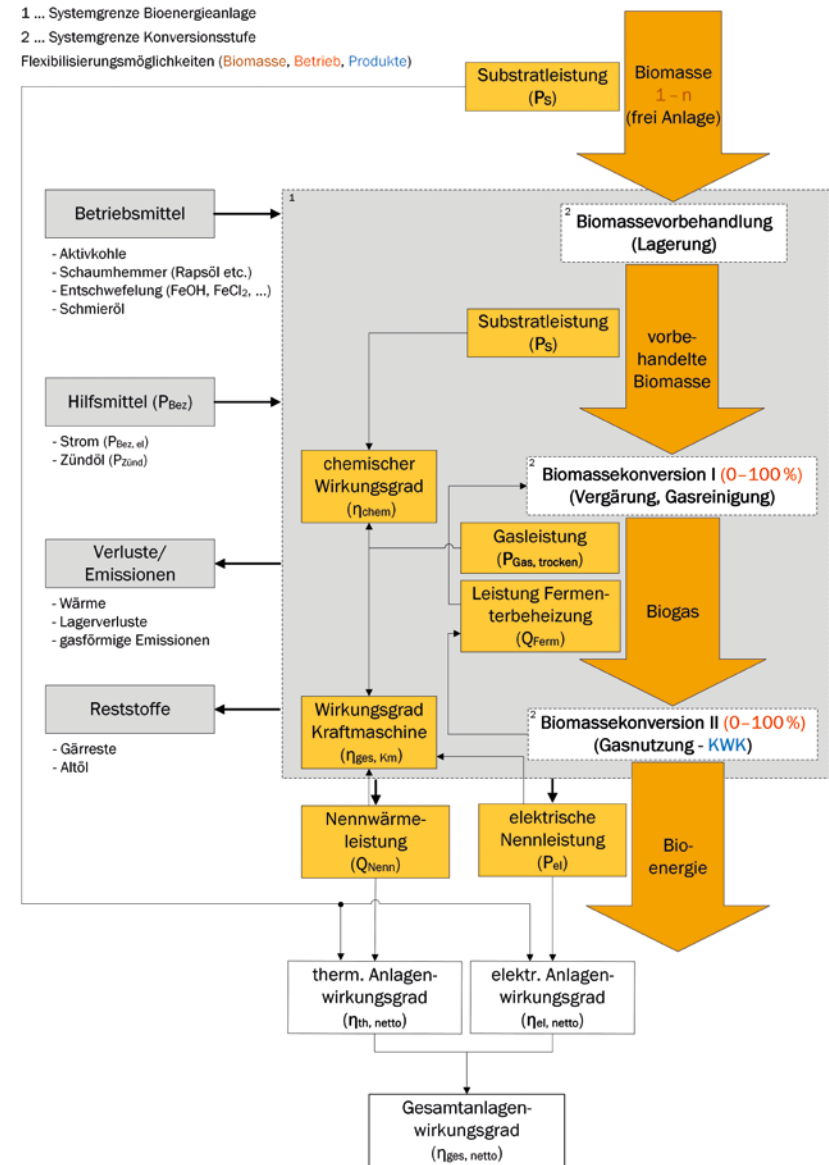 1 ... Systemgrenze Bioenergieanlage
2 ... Systemgrenze Konversionsstufe
Flexibilisierungsmöglichkeiten (Biomasse, Betrieb, Produkte)
Substratleistung
(PS)
Biomasse
1 – n
(frei Anlage)
Betriebsmittel
- Aktivkohle
- Schaumhemmer (Rapsöl etc.)
- Entschwefelung (FeOH, FeCl₂, ...)
- Schmieröl
1
2 Biomassevorbehandlung
(Lagerung)
Substratleistung
(PS)
vorbe-
handelte
Biomasse
Hilfsmittel (PBez)
- Strom (PBez, el)
- Zündöl (PZünd)
chemischer
Wirkungsgrad
(ηchem)
2 Biomassekonversion I (0–100 %)
(Vergärung, Gasreinigung)
Gasleistung
(PGas, trocken)
Verluste/
Emissionen
- Wärme
- Lagerverluste
- gasförmige Emissionen
Leistung Fermen-
terbeheizung
(QFerm)
Biogas
Reststoffe
- Gärreste
- Altöl
Wirkungsgrad
Kraftmaschine
(ηges, Km)
2 Biomassekonversion II (0–100 %)
(Gasnutzung - KWK)
Nennwärme-
leistung
(QNenn)
elektrische
Nennleistung
(Pel)
Bio-
energie
therm. Anlagen-
wirkungsgrad
(ηth, netto)
elektr. Anlagen-
wirkungsgrad
(ηel, netto)
Gesamtanlagen-
wirkungsgrad
(ηges, netto)